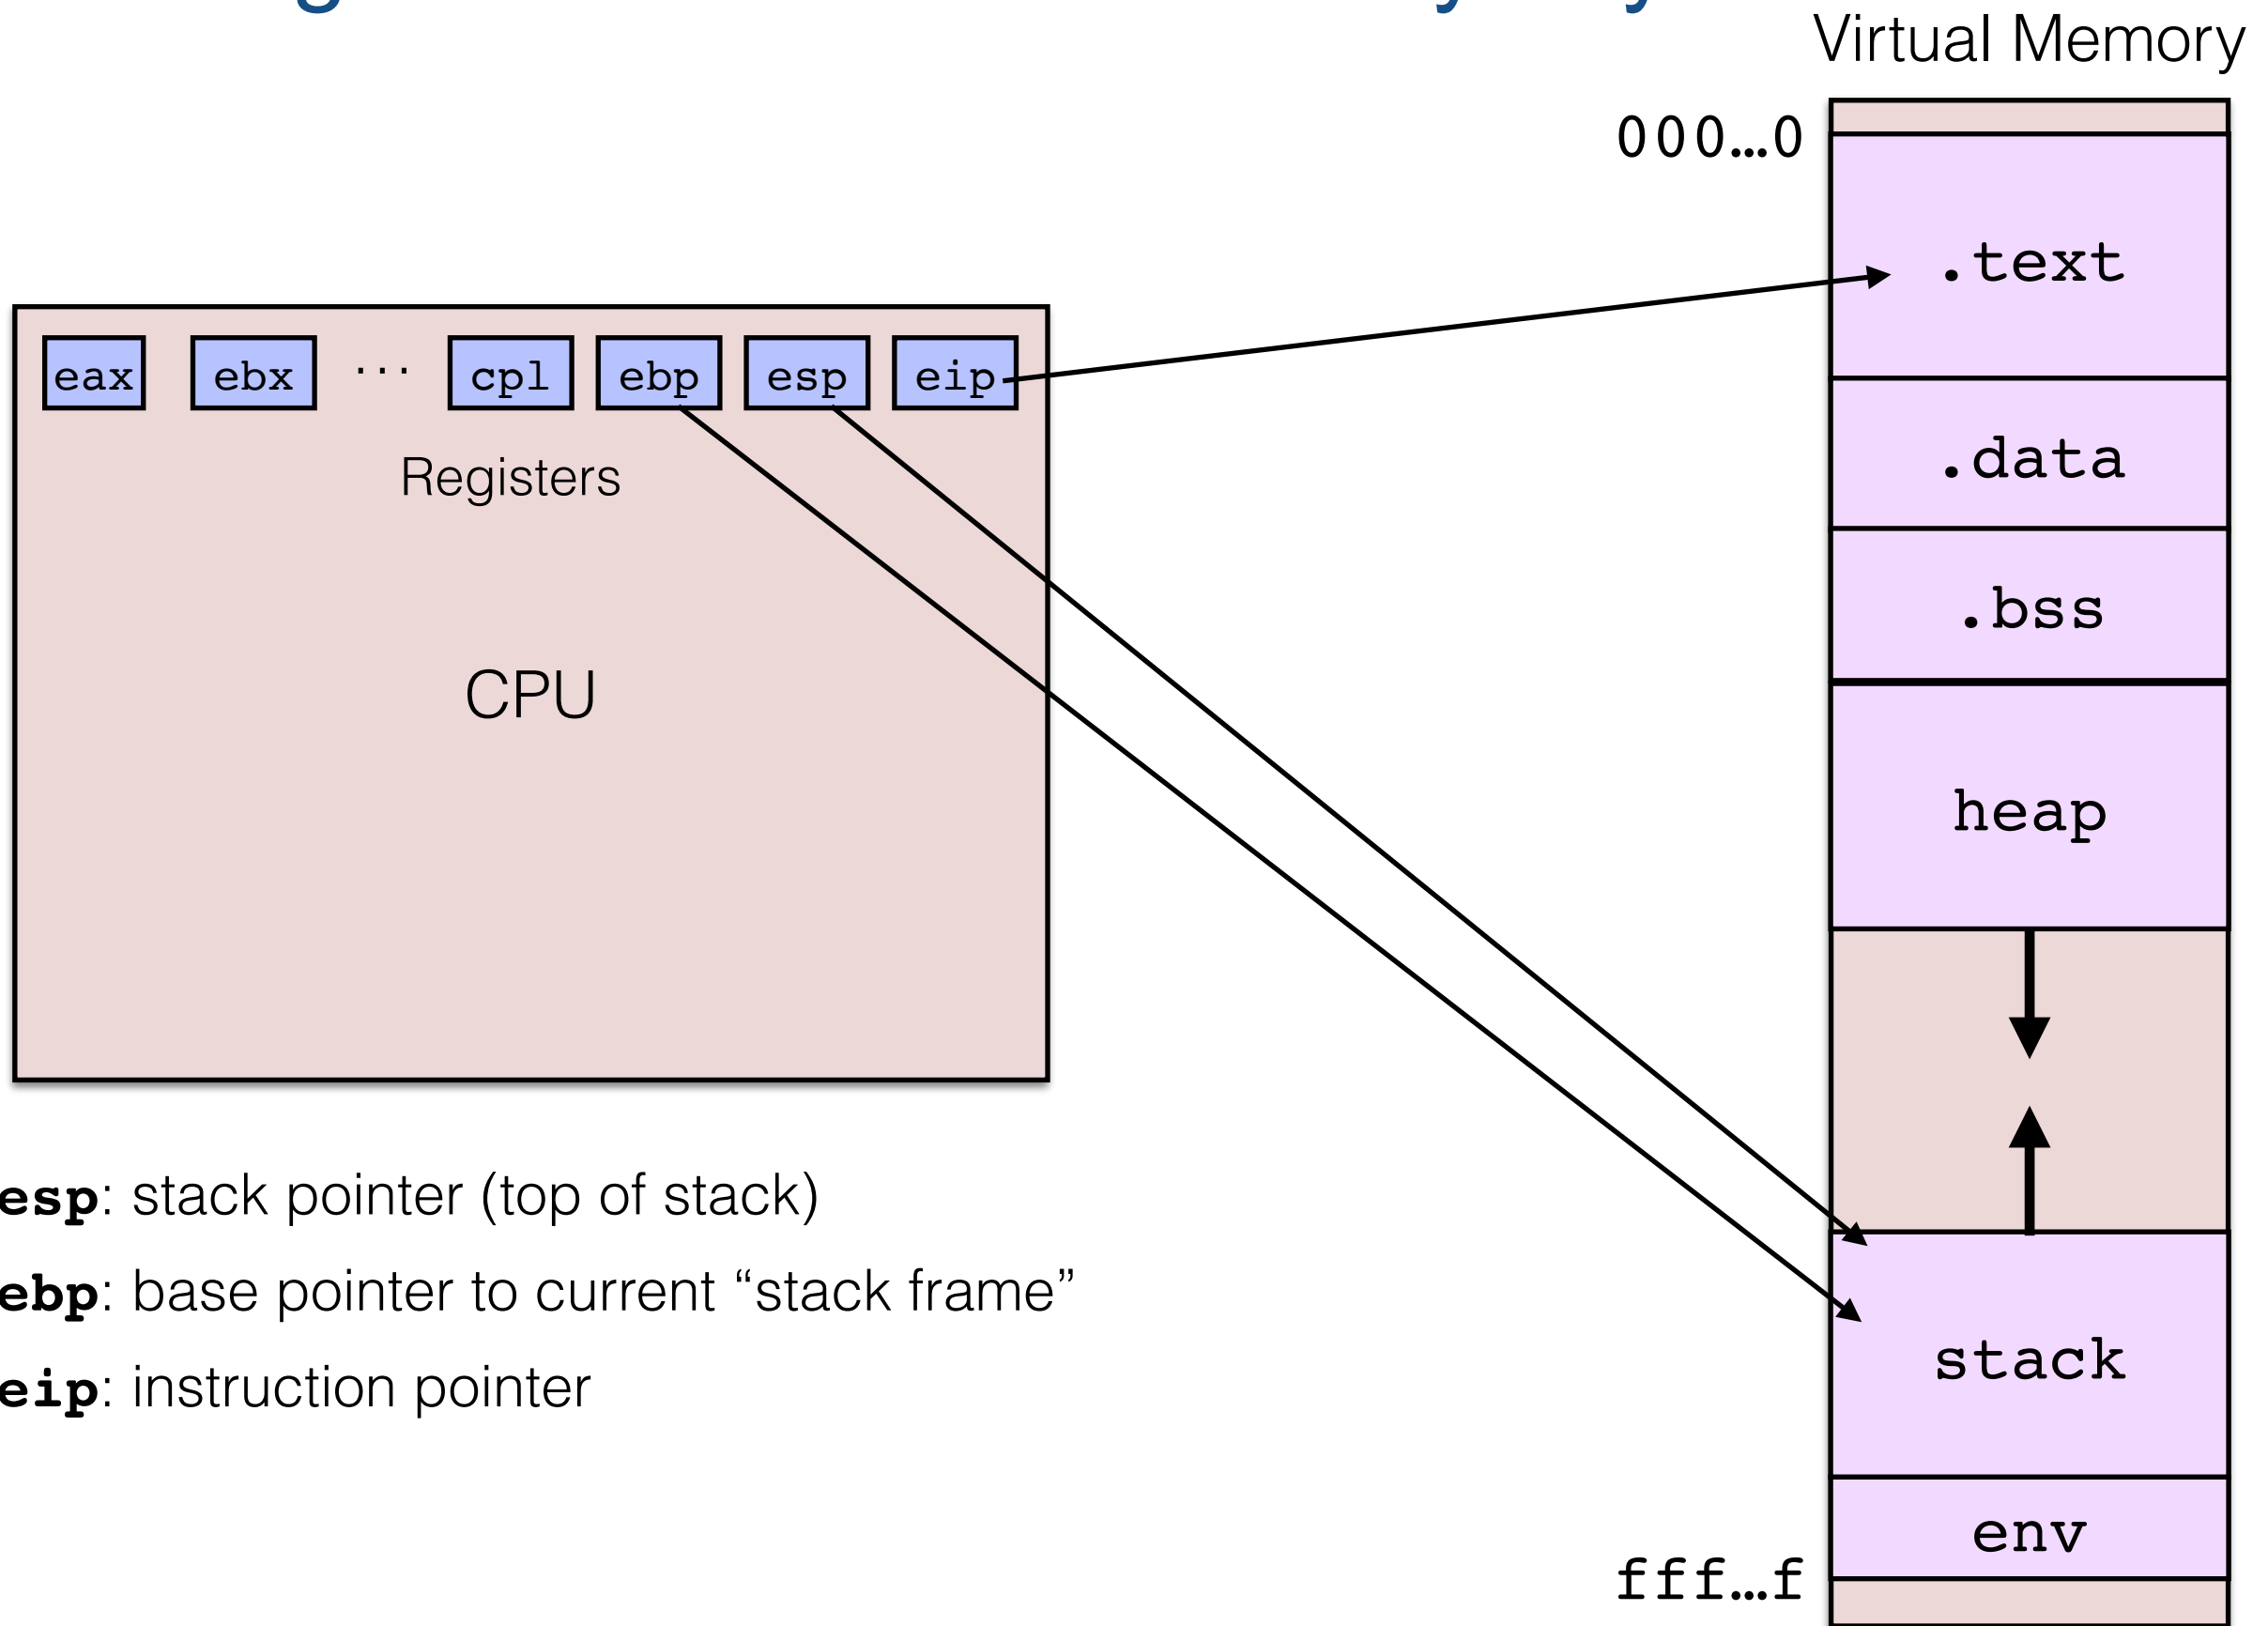 Virtual Memory
000…0
.text
eax ebx ... cpl ebp esp eip
Registers
.data
.bss
CPU
heap
esp: stack pointer (top of stack)
ebp: base pointer to current “stack frame”
eip: instruction pointer
stack
env
fff…f